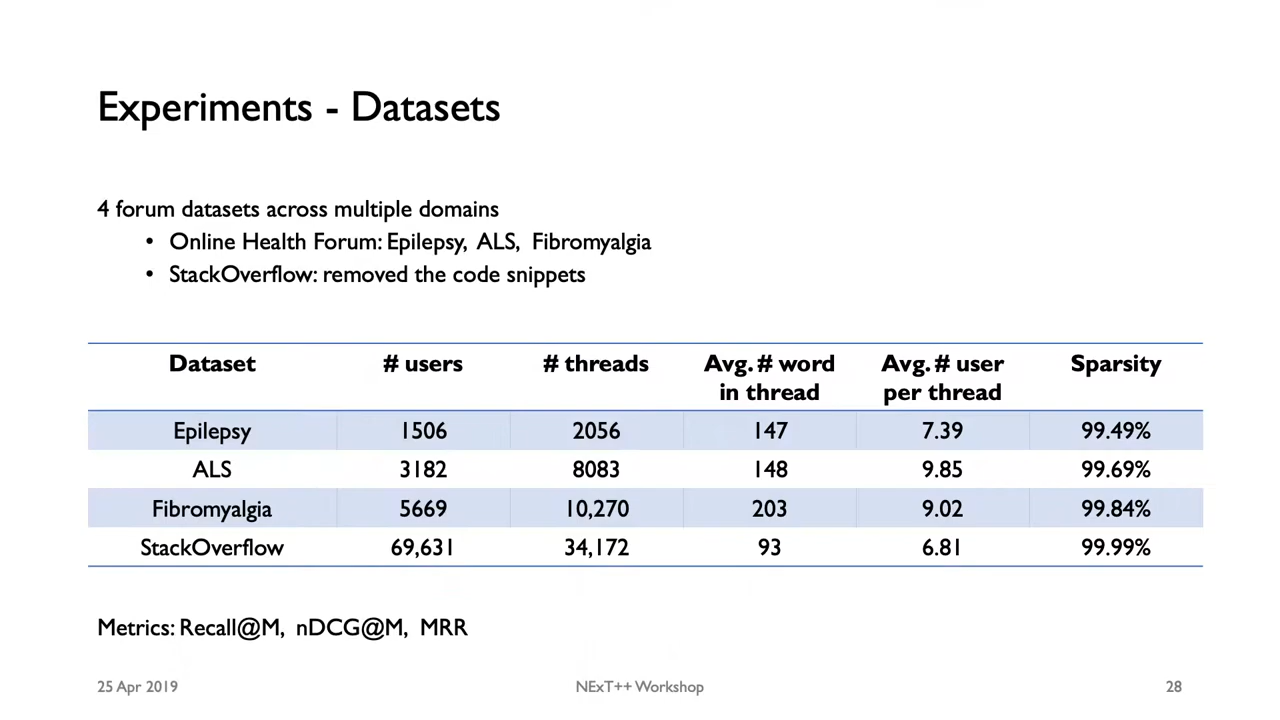 Experiments - Datasets
4 forum datasets across multiple domains
• Online Health Forum: Epilepsy, ALS, Fibromyalgia
• StackOverflow: removed the code snippets
Dataset # users # threads Avg. # word in thread Avg. # user per thread Sparsity
Epilepsy 1506 2056 147 7.39 99.49%
ALS 3182 8083 148 9.85 99.69%
Fibromyalgia 5669 10,270 203 9.02 99.84%
StackOverflow 69,631 34,172 93 6.81 99.99%
Metrics: Recall@M, nDCG@M, MRR
25 Apr 2019 NExT++ Workshop 28